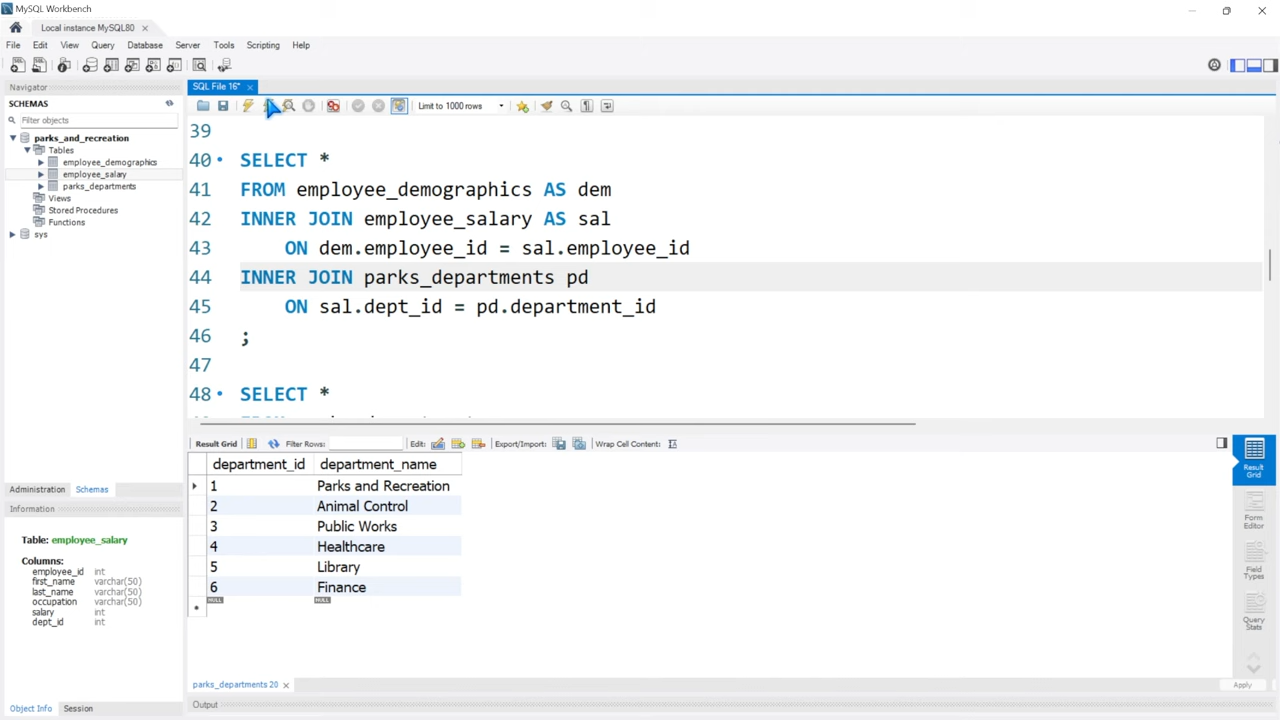 MySQL Workbench
Local instance MySQL80
File Edit View Query Database Server Tools Scripting Help
Navigator
SCHEMAS
Filter objects
parks_and_recreation
Tables
employee_demographics
employee_salary
parks_departments
Views
Stored Procedures
Functions
sys
Administration Schemas
Information
Table: employee_salary
Columns:
employee_id int
first_name varchar(50)
last_name varchar(50)
occupation varchar(50)
salary int
dept_id int
Object Info Session
SQL File 16*
Limit to 1000 rows
39
40 SELECT *
41 FROM employee_demographics AS dem
42 INNER JOIN employee_salary AS sal
43 ON dem.employee_id = sal.employee_id
44 INNER JOIN parks_departments pd
45 ON sal.dept_id = pd.department_id
46 ;
47
48 SELECT *
Result Grid Filter Rows: Edit: Export/Import: Wrap Cell Content:
department_id department_name
1 Parks and Recreation
2 Animal Control
3 Public Works
4 Healthcare
5 Library
6 Finance
NULL NULL
Result Grid
Form Editor
Field Types
Query Stats
parks_departments 20
Apply
Output